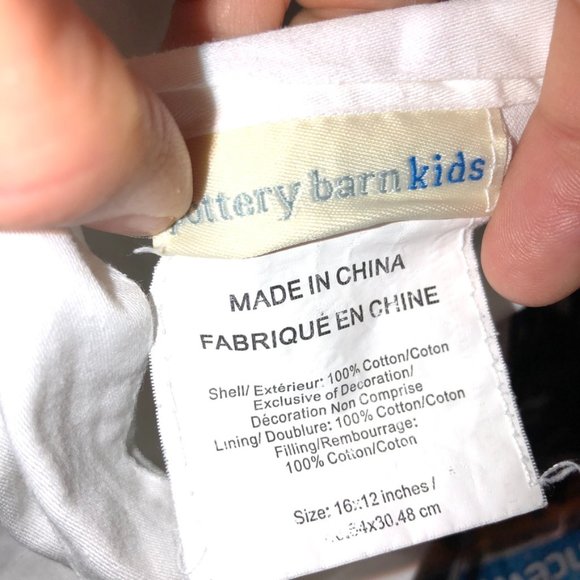 pottery barn kids
MADE IN CHINA
FABRIQUÉ EN CHINE
Shell/ Extérieur: 100% Cotton/Coton
Exclusive of Decoration/
Décoration Non Comprise
Lining/ Doublure: 100% Cotton/Coton
Filling/Rembourrage:
100% Cotton/Coton
Size: 16x12 inches/
cm